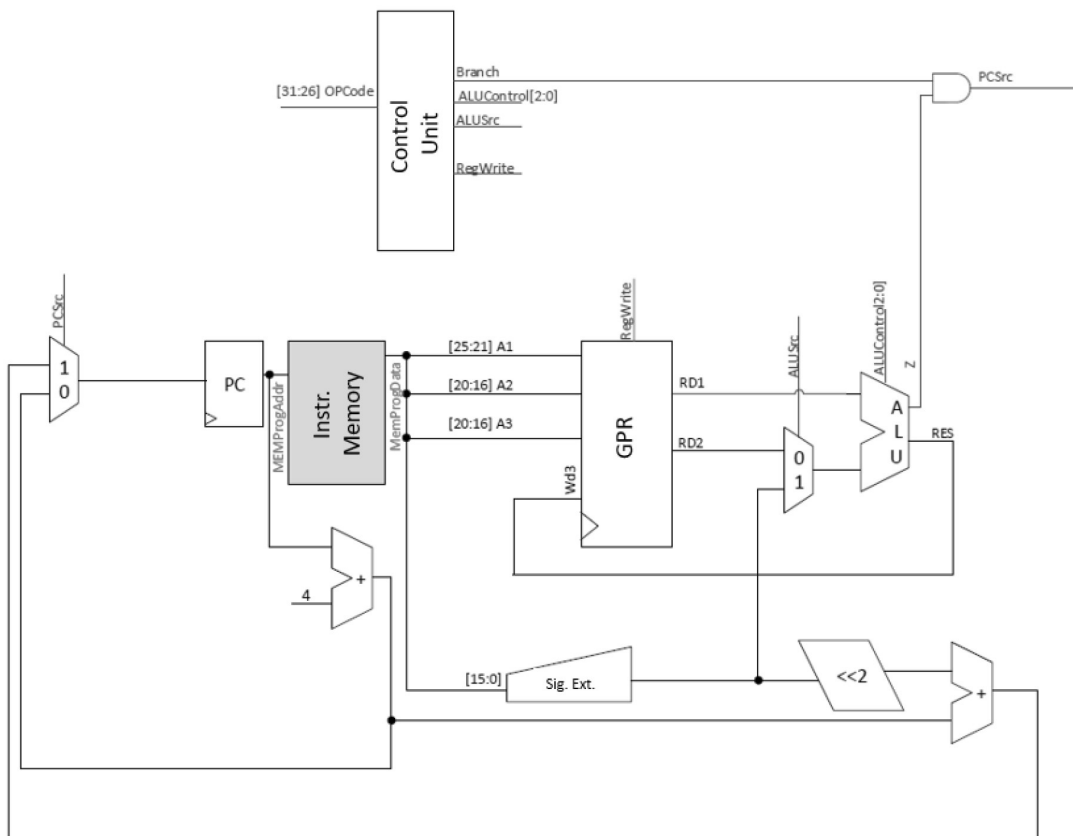 Branch
PCSrc
[31:26] OPCode
ALUControl[2:0]
ALUSrc
Control
Unit
RegWrite
PCSrc
RegWrite
ALUSrc
ALUControl2:0]
Z
1
0
PC
MEMProgAddr
Instr.
Memory
MemProgData
[25:21] A1
[20:16] A2
[20:16] A3
GPR
Wd3
RD1
RD2
0
1
A
L
U
RES
+
4
[15:0]
Sig. Ext.
<<2
+